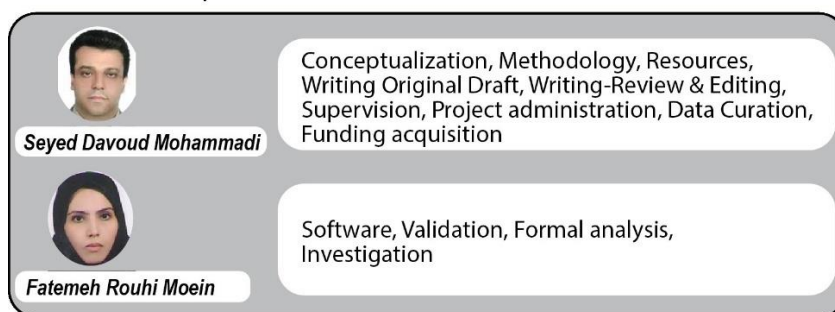 Conceptualization, Methodology, Resources,
Writing Original Draft, Writing-Review & Editing,
Supervision, Project administration, Data Curation,
Funding acquisition
Seyed Davoud Mohammadi
Software, Validation, Formal analysis,
Investigation
Fatemeh Rouhi Moein